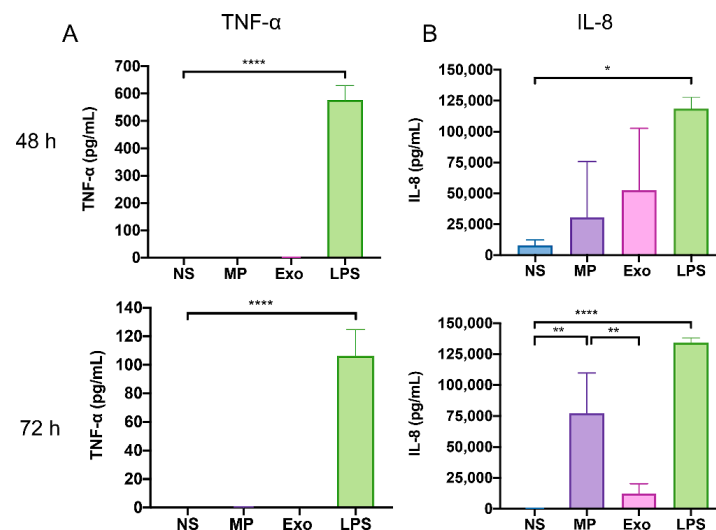 A
TNF-α
B
IL-8
48 h
TNF-α (pg/mL)
700
600
500
400
300
200
100
0
****
NS MP Exo LPS
IL-8 (pg/mL)
150,000
125,000
100,000
75,000
50,000
25,000
0
*
NS MP Exo LPS
72 h
TNF-α (pg/mL)
140
120
100
80
60
40
20
0
****
NS MP Exo LPS
IL-8 (pg/mL)
150,000
125,000
100,000
75,000
50,000
25,000
0
****
** **
NS MP Exo LPS